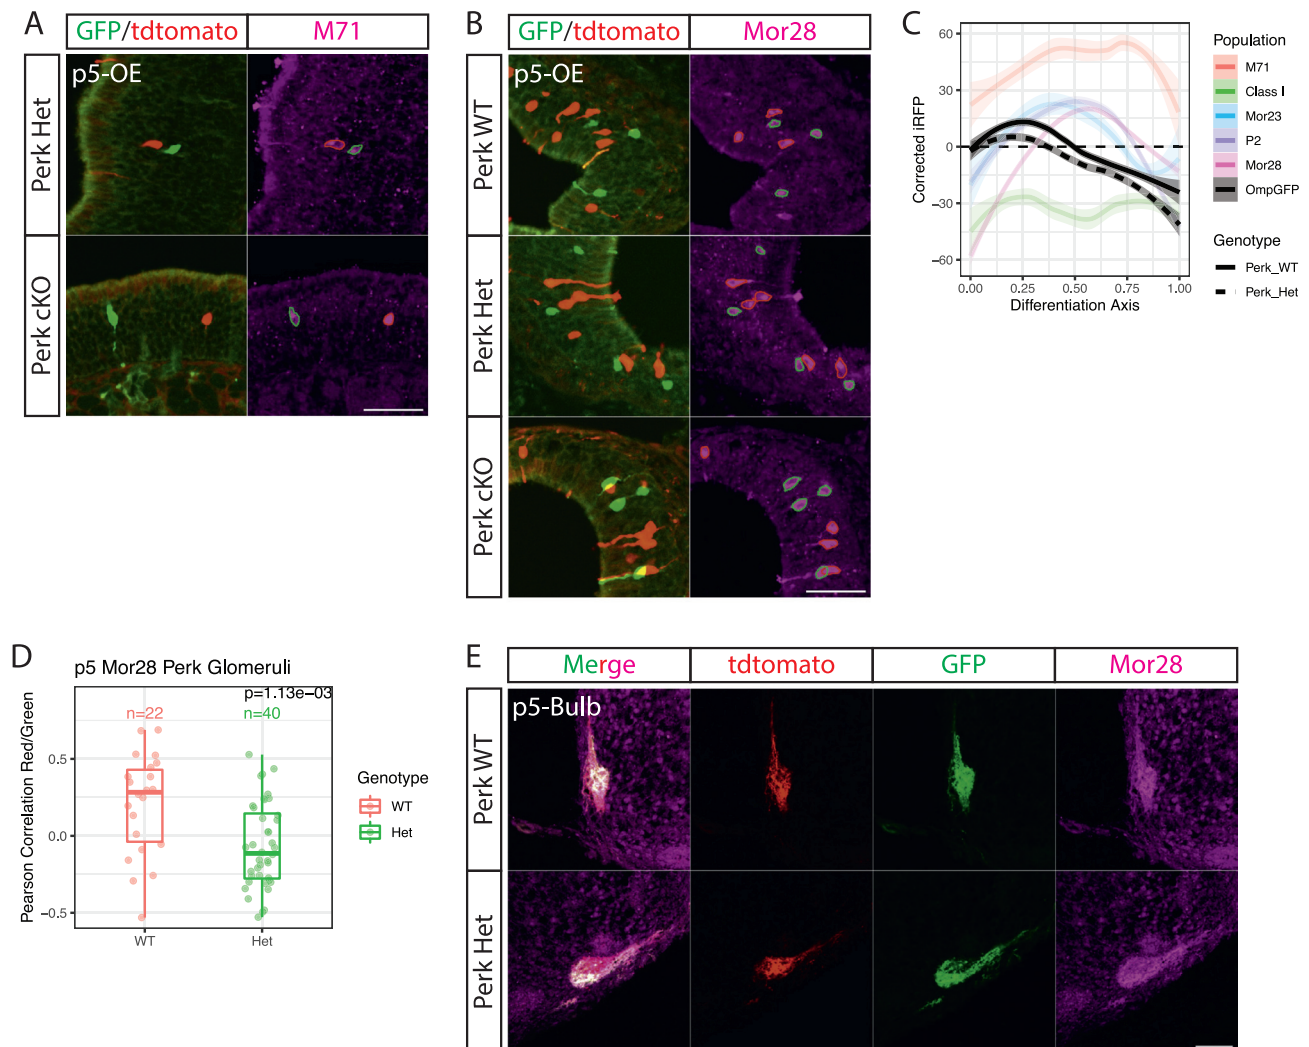 A
GFP/tdtomato
M71
Perk Het
p5-OE
Perk cKO
B
GFP/tdtomato
Mor28
Perk WT
p5-OE
Perk Het
Perk cKO
C
60
30
0
−30
−60
Corrected iRFP
0.00
0.25
0.50
0.75
1.00
Differentiation Axis
Population
M71
Class I
Mor23
P2
Mor28
OmpGFP
Genotype
Perk_WT
Perk_Het
D
p5 Mor28 Perk Glomeruli
p=1.13e−03
n=22
n=40
0.5
0.0
−0.5
Pearson Correlation Red/Green
WT
Het
Genotype
WT
Het
E
Merge
tdtomato
GFP
Mor28
Perk WT
p5-Bulb
Perk Het